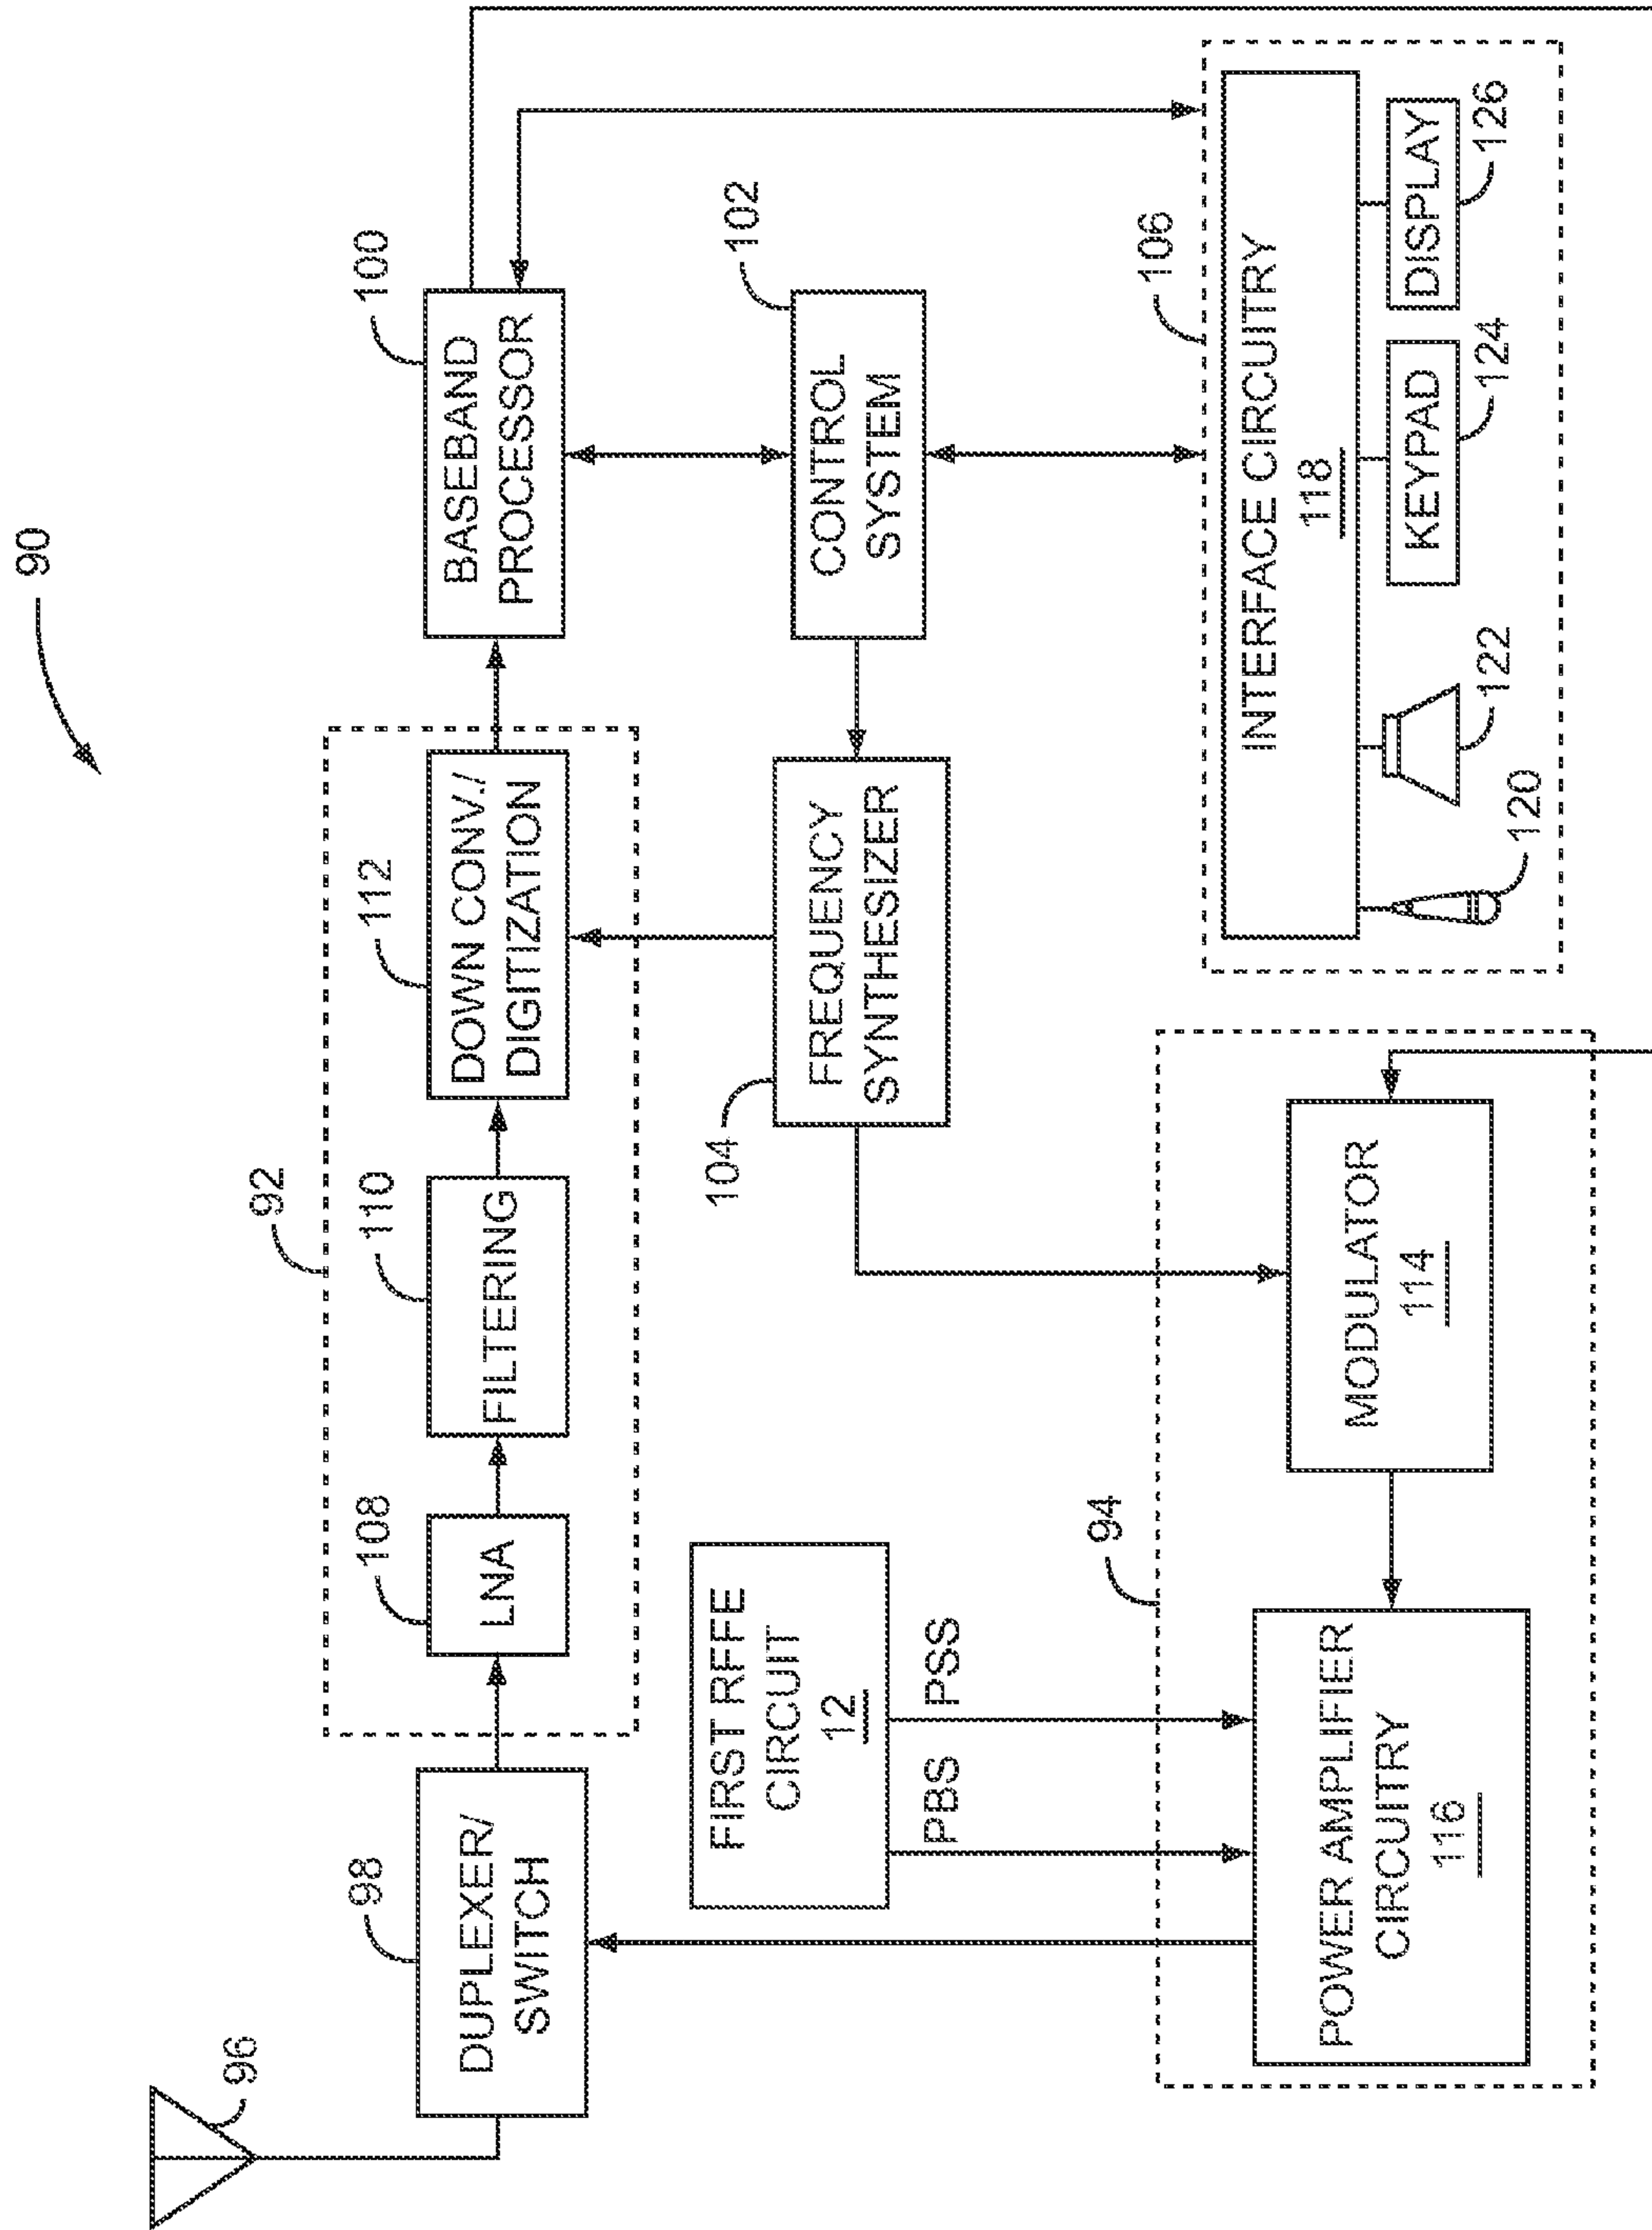 90
96
98
DUPLEXER/
SWITCH
92
108
LNA
110
FILTERING
112
DOWN CONV./
DIGITIZATION
100
BASEBAND
PROCESSOR
FIRST RFFE
CIRCUIT
12
PBS
PSS
104
FREQUENCY
SYNTHESIZER
102
CONTROL
SYSTEM
94
POWER AMPLIFIER
CIRCUITRY
116
MODULATOR
114
106
INTERFACE CIRCUITRY
118
120
122
KEYPAD
124
DISPLAY
126